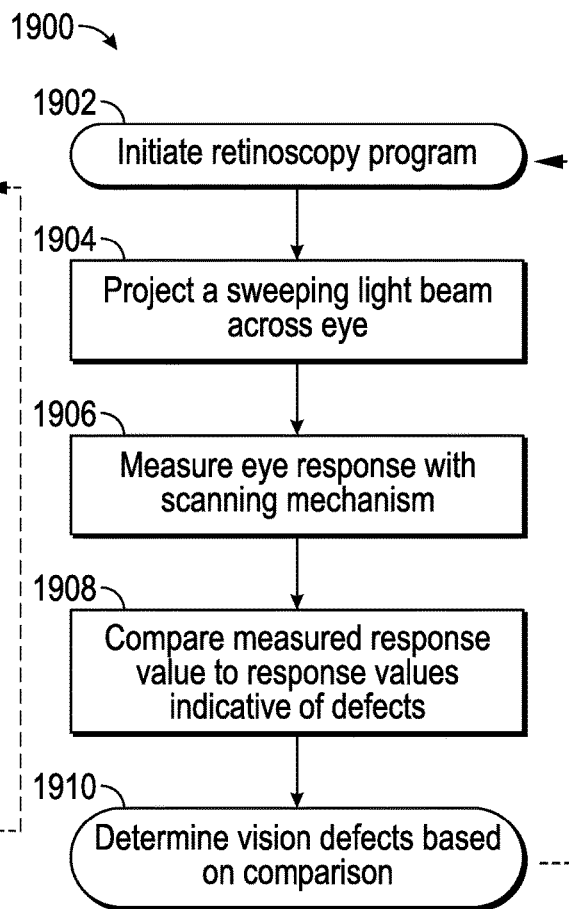 1900
1902
Initiate retinoscopy program
1904
Project a sweeping light beam
across eye
1906
Measure eye response with
scanning mechanism
1908
Compare measured response
value to response values
indicative of defects
1910
Determine vision defects based
on comparison